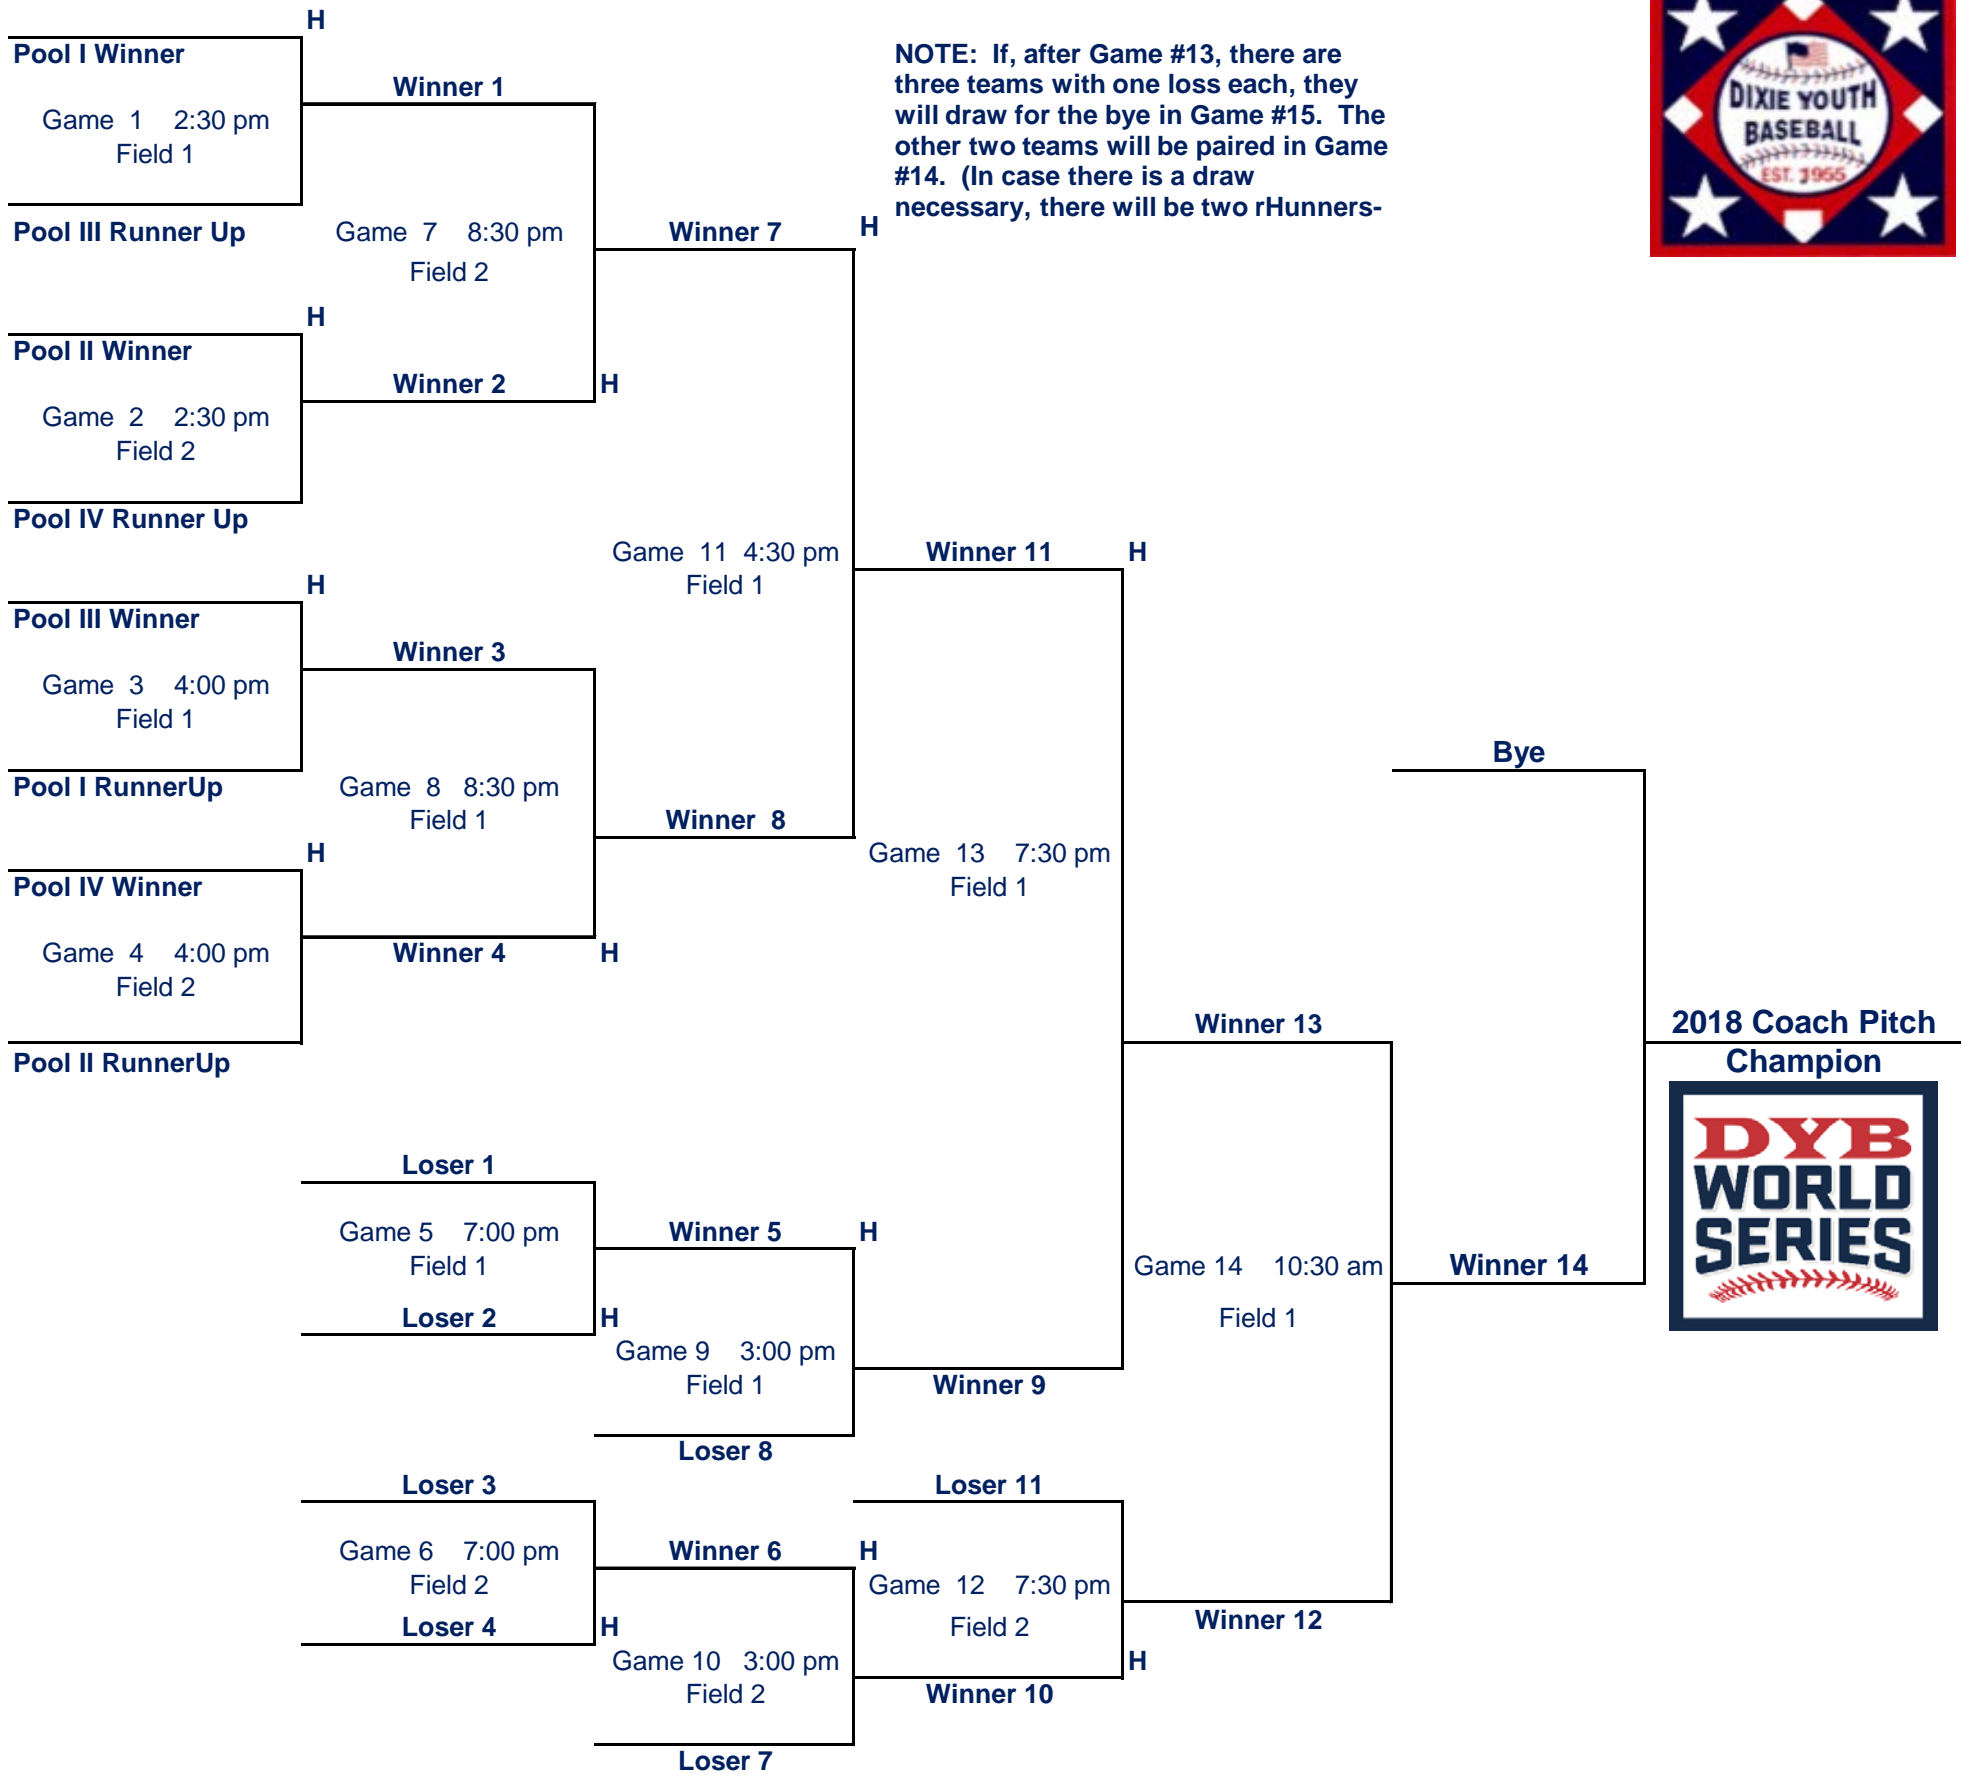 H
Pool I Winner
Winner 1
Game 1 2:30 pm
Field 1
Pool III Runner Up
Game 7 8:30 pm
Field 2
Winner 7
H
H
Pool II Winner
Winner 2
H
Game 2 2:30 pm
Field 2
Pool IV Runner Up
Game 11 4:30 pm
Field 1
Winner 11
H
H
Pool III Winner
Winner 3
Game 3 4:00 pm
Field 1
Pool I RunnerUp
Game 8 8:30 pm
Field 1
Winner 8
H
Pool IV Winner
Game 13 7:30 pm
Field 1
Winner 4
H
Game 4 4:00 pm
Field 2
Pool II RunnerUp
NOTE: If, after Game #13, there are
three teams with one loss each, they
will draw for the bye in Game #15. The
other two teams will be paired in Game
#14. (In case there is a draw
necessary, there will be two rHunners-
DIXIE YOUTH
BASEBALL
EST. 1955
Bye
Winner 13
2018 Coach Pitch
Champion
DYB
WORLD
SERIES
Loser 1
Game 5 7:00 pm
Field 1
Winner 5
H
Loser 2
H
Game 9 3:00 pm
Field 1
Winner 9
Loser 8
Game 14 10:30 am
Field 1
Winner 14
Loser 3
Loser 11
Game 6 7:00 pm
Field 2
Winner 6
H
Game 12 7:30 pm
Field 2
Winner 12
Loser 4
H
Game 10 3:00 pm
Field 2
H
Winner 10
Loser 7